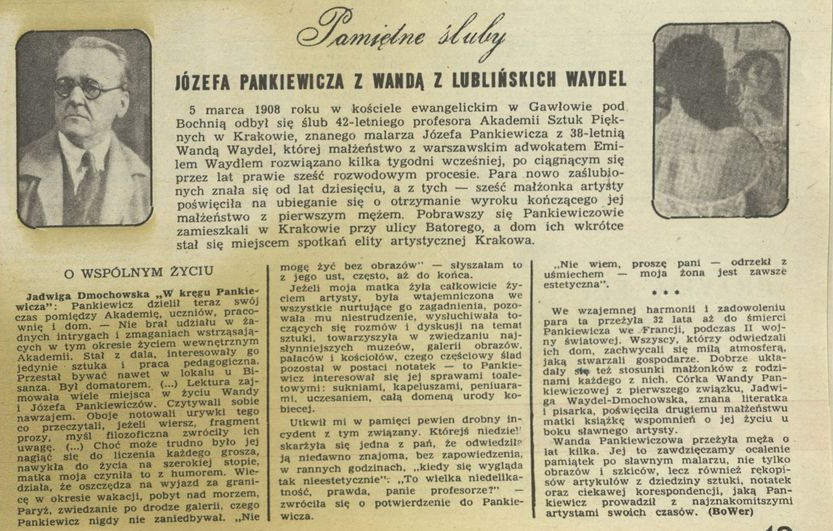 Pamiętne śluby
JÓZEFA PANKIEWICZA Z WANDĄ Z LUBLIŃSKICH WAYDEL
5 marca 1908 roku w kościele ewangelickim w Gawłowie pod
Bochnią odbył się ślub 42-letniego profesora Akademii Sztuk Pięk-
nych w Krakowie, znanego malarza Józefa Pankiewicza z 38-letnią
Wandą Waydel, której małżeństwo z warszawskim adwokatem Emi-
lem Waydlem rozwiązano kilka tygodni wcześniej, po ciągnącym się
przez lat prawie sześć rozwodowym procesie. Para nowo zaślubio-
nych znała się od lat dziesięciu, a z tych — sześć małżonka artysty
poświęciła na ubieganie się o otrzymanie wyroku kończącego jej
małżeństwo z pierwszym mężem. Pobrawszy się Pankiewiczowie
zamieszkali w Krakowie przy ulicy Batorego, a dom ich wkrótce
stał się miejscem spotkań elity artystycznej Krakowa.
O WSPÓLNYM ŻYCIU
Jadwiga Dmochowska „W kręgu Pankie-
wicza": Pankiewicz dzielił teraz swój
czas pomiędzy Akademię, uczniów, praco-
wnię i dom. — Nie brał udziału w ża-
dnych intrygach i zmaganiach wstrząsają-
cych w tym okresie życiem wewnętrznym
Akademii. Stał z dala, interesowały go
jedynie sztuka i praca pedagogiczna.
Przestał bywać nawet w lokalu u Bi-
sanza. Był domatorem. (...) Lektura zaj-
mowała wiele miejsca w życiu Wandy
i Józefa Pankiewiczów. Czytywali sobie
nawzajem. Oboje notowali urywki tego
co przeczytali, jeżeli wiersz, fragment
prozy, myśl filozoficzna zwróciły ich
uwagę. (...) Choć może trudno było jej
nagiąć się do liczenia każdego grosza,
nawykła do życia na szerokiej stopie,
matka moja czyniła to z humorem. Wie-
działa, że oszczędza na wyjazd za grani-
cę w okresie wakacji, pobyt nad morzem,
Paryż, zwiedzanie po drodze galerii, czego
Pankiewicz nigdy nie zaniedbywał. „Nie
mogę żyć bez obrazów" — słyszałam to
z jego ust, często, aż do końca.
Jeżeli moja matka żyła całkowicie ży-
ciem artysty, była wtajemniczona we
wszystkie nurtujące go zagadnienia, pozo-
wała mu niestrudzenie, wysłuchiwała to-
czących się rozmów i dyskusji na temat
sztuki, towarzyszyła w zwiedzaniu naj-
słynniejszych muzeów, galerii obrazów,
pałaców i kościołów, czego częściowy ślad
pozostał w postaci notatek — to Pankie-
wicz interesował się jej sprawami toale-
towymi: sukniami, kapeluszami, peniuara-
mi, uczesaniem, całą domeną urody ko-
biecej.
Utkwił mi w pamięci pewien drobny in-
cydent z tym związany. Którejś niedzieli
skarżyła się jedna z pań, że odwiedziła
ją niedawno znajoma, bez zapowiedzenia,
w rannych godzinach, „kiedy się wygląda
tak nieestetycznie": „To wielka niedelika-
tność, prawda, panie profesorze?" —
zwróciła się o potwierdzenie do Pankie-
wicza.
„Nie wiem, proszę pani — odrzekł z
uśmiechem — moja żona jest zawsze
estetyczna".
* * *
We wzajemnej harmonii i zadowoleniu
para ta przeżyła 32 lata aż do śmierci
Pankiewicza we Francji, podczas II woj-
ny światowej. Wszyscy, którzy odwiedzali
ich dom, zachwycali się miłą atmosferą,
jaką stwarzali gospodarze. Dobrze ukła-
dały się też stosunki małżonków z rodzi-
nami każdego z nich. Córka Wandy Pan-
kiewiczowej z pierwszego związku, Jadwi-
ga Waydel-Dmochowska, znana literatka
i pisarka, poświęciła drugiemu małżeństwu
matki książkę wspomnień o jej życiu u
boku sławnego artysty.
Wanda Pankiewiczowa przeżyła męża o
lat kilka. Jej to zawdzięczamy ocalenie
pamiątek po sławnym malarzu, nie tylko
obrazów i szkiców, lecz również rękopi-
sów artykułów z dziedziny sztuki, notatek
oraz ciekawej korespondencji, jaką Pan-
kiewicz prowadził z najznakomitszymi
artystami swoich czasów. (BoWer)